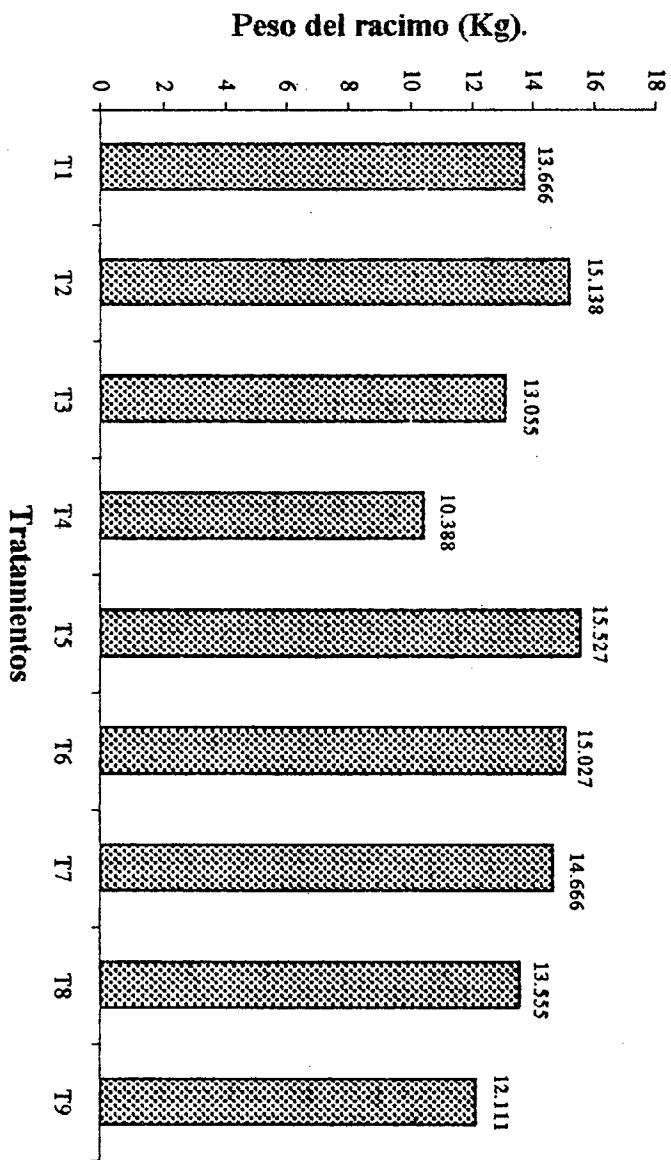 Peso del racimo (Kg).
18
16
14
12
10
8
6
4
2
0
13.666
15.138
13.055
10.388
15.527
15.027
14.666
13.555
12.111
T1
T2
T3
T4
T5
T6
T7
T8
T9
Tratamientos